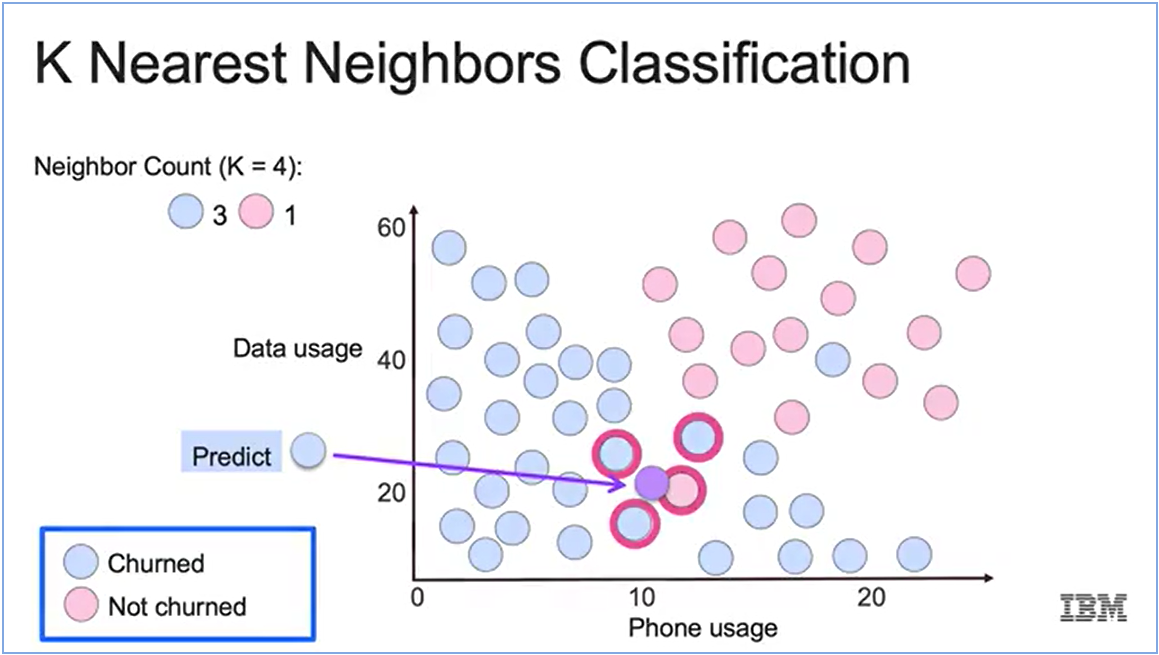 K Nearest Neighbors Classification
Neighbor Count (K = 4):
3 1
60
Data usage 40
Predict
20
Churned
Not churned
0 10 20
Phone usage
IBM